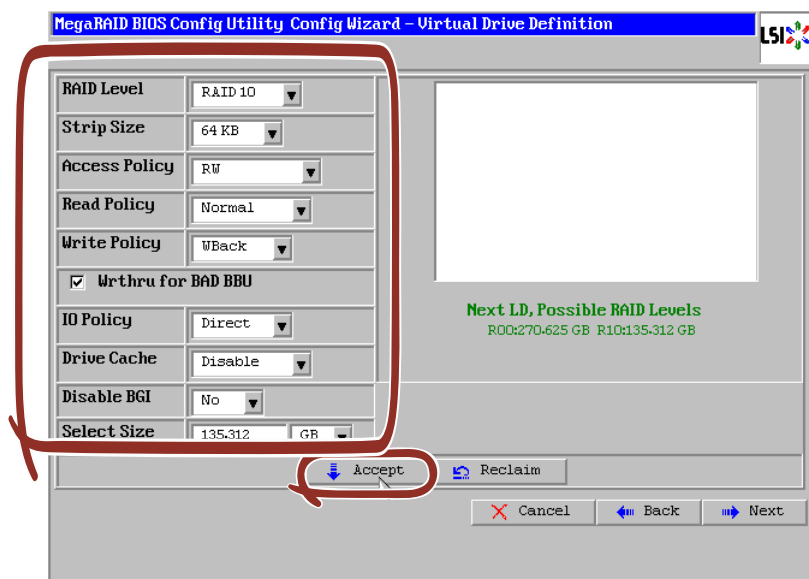 MegaRAID BIOS Config Utility Config Wizard - Virtual Drive Definition
LSI
RAID Level RAID 10
Strip Size 64 KB
Access Policy RW
Read Policy Normal
Write Policy WBack
Wrthru for BAD BBU
IO Policy Direct
Drive Cache Disable
Disable BGI No
Select Size 135.312 GB
Next LD, Possible RAID Levels
R00:270.625 GB R10:135.312 GB
Accept Reclaim
Cancel Back Next